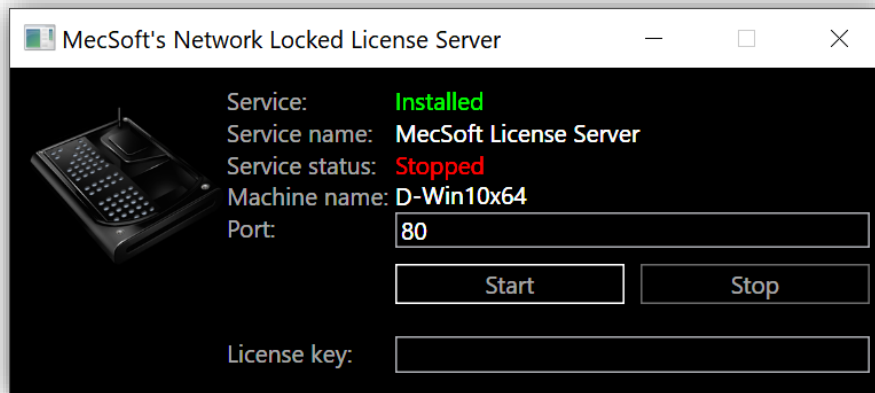 MecSoft's Network Locked License Server
Service: Installed
Service name: MecSoft License Server
Service status: Stopped
Machine name: D-Win10x64
Port: 80
Start Stop
License key: